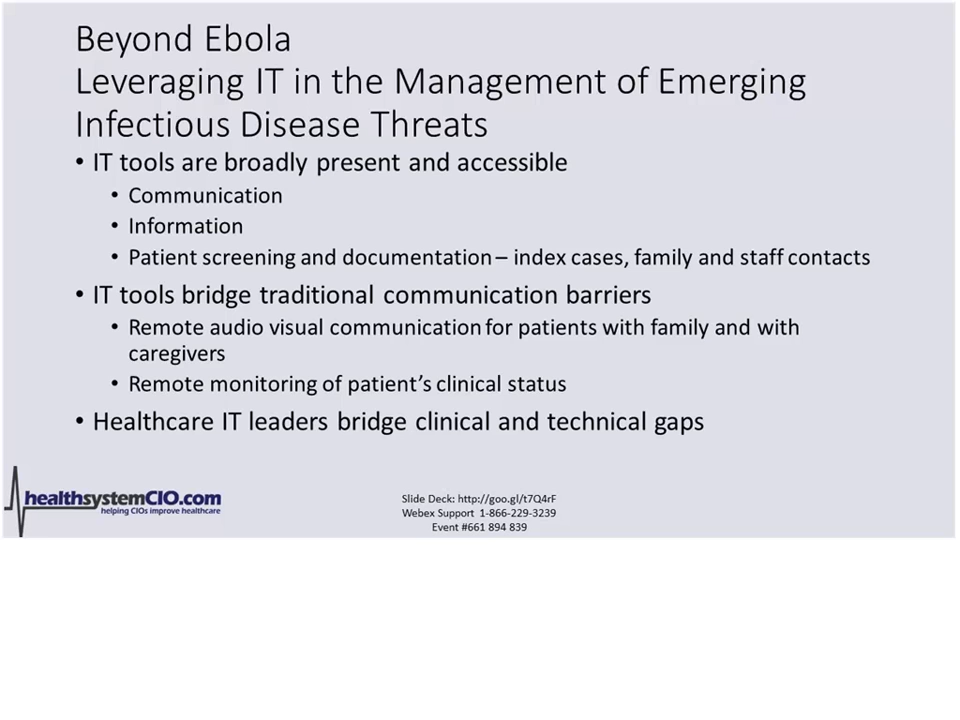 Beyond Ebola
Leveraging IT in the Management of Emerging
Infectious Disease Threats
• IT tools are broadly present and accessible
• Communication
• Information
• Patient screening and documentation – index cases, family and staff contacts
• IT tools bridge traditional communication barriers
• Remote audio visual communication for patients with family and with
caregivers
• Remote monitoring of patient's clinical status
• Healthcare IT leaders bridge clinical and technical gaps
healthsystemCIO.com
helping CIOs improve healthcare
Slide Deck: http://goo.gl/t7Q4rF
Webex Support 1-866-229-3239
Event #661 894 839